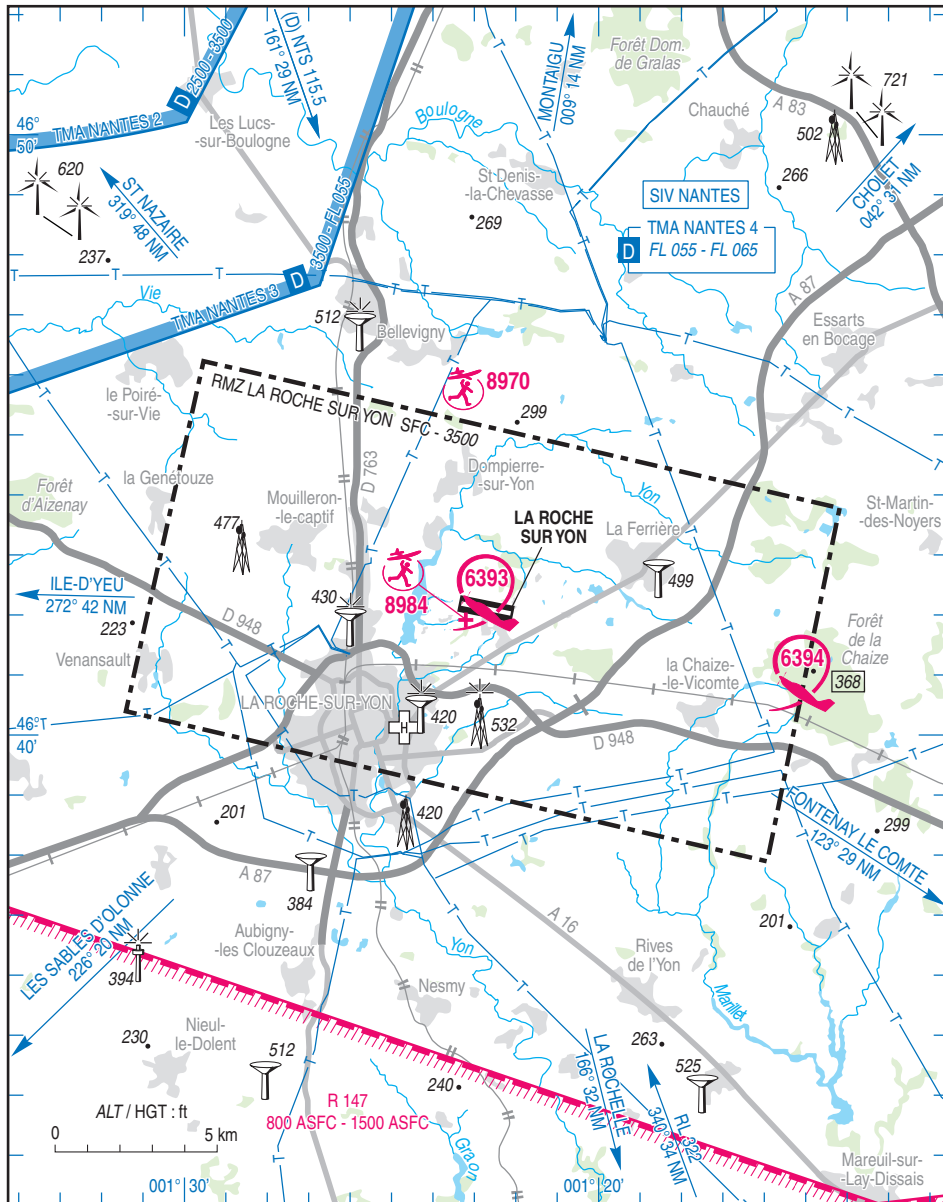 (D) NTS 115.5
161° 29 NM
MONTAIGU
009° 14 NM
Forêt Dom.
de Gralas
721
2500 - 3500
D
TMA NANTES 2
Les Lucs-
-sur-Boulogne
Boulogne
Chauché
A 83
502
46°
50'
620
ST NAZAIRE
319° 48 NM
237
St Denis-
-la-Chevasse
269
266
CHOLET
042° 31 NM
SIV NANTES
TMA NANTES 4
D
FL 055 - FL 065
3500 - FL 055
D
TMA NANTES 3
Vie
A 87
512
Bellevigny
Essarts
en Bocage
le Poiré-
-sur-Vie
RMZ LA ROCHE SUR YON SFC - 3500
8970
299
D 763
Dompierre-
-sur-Yon
Yon
la Genétouze
Forêt
d'Aizenay
Mouilleron-
-le-captif
477
LA ROCHE
SUR YON
La Ferrière
St-Martin-
-des-Noyers
499
6393
8984
430
ILE-D'YEU
272° 42 NM
223
D 948
Venansault
Forêt
de la
Chaize
6394
368
la Chaize-
-le-Vicomte
LA ROCHE-SUR-YON
H
420
532
46°
40'
D 948
201
420
FONTENAY LE COMTE
123° 29 NM
299
A 87
384
A 16
201
LES SABLES D'OLONNE
226° 20 NM
394
Aubigny-
-les Clouzeaux
Yon
Rives
de l'Yon
Nesmy
Marillet
230
Nieul-
-le-Dolent
512
263
525
240
LA ROCHELLE
166° 32 NM
RL 322
340° 34 NM
R 147
800 ASFC - 1500 ASFC
ALT / HGT : ft
0 5 km
Graon
Mareuil-sur-
-Lay-Dissais
001° 30'
001° 20'